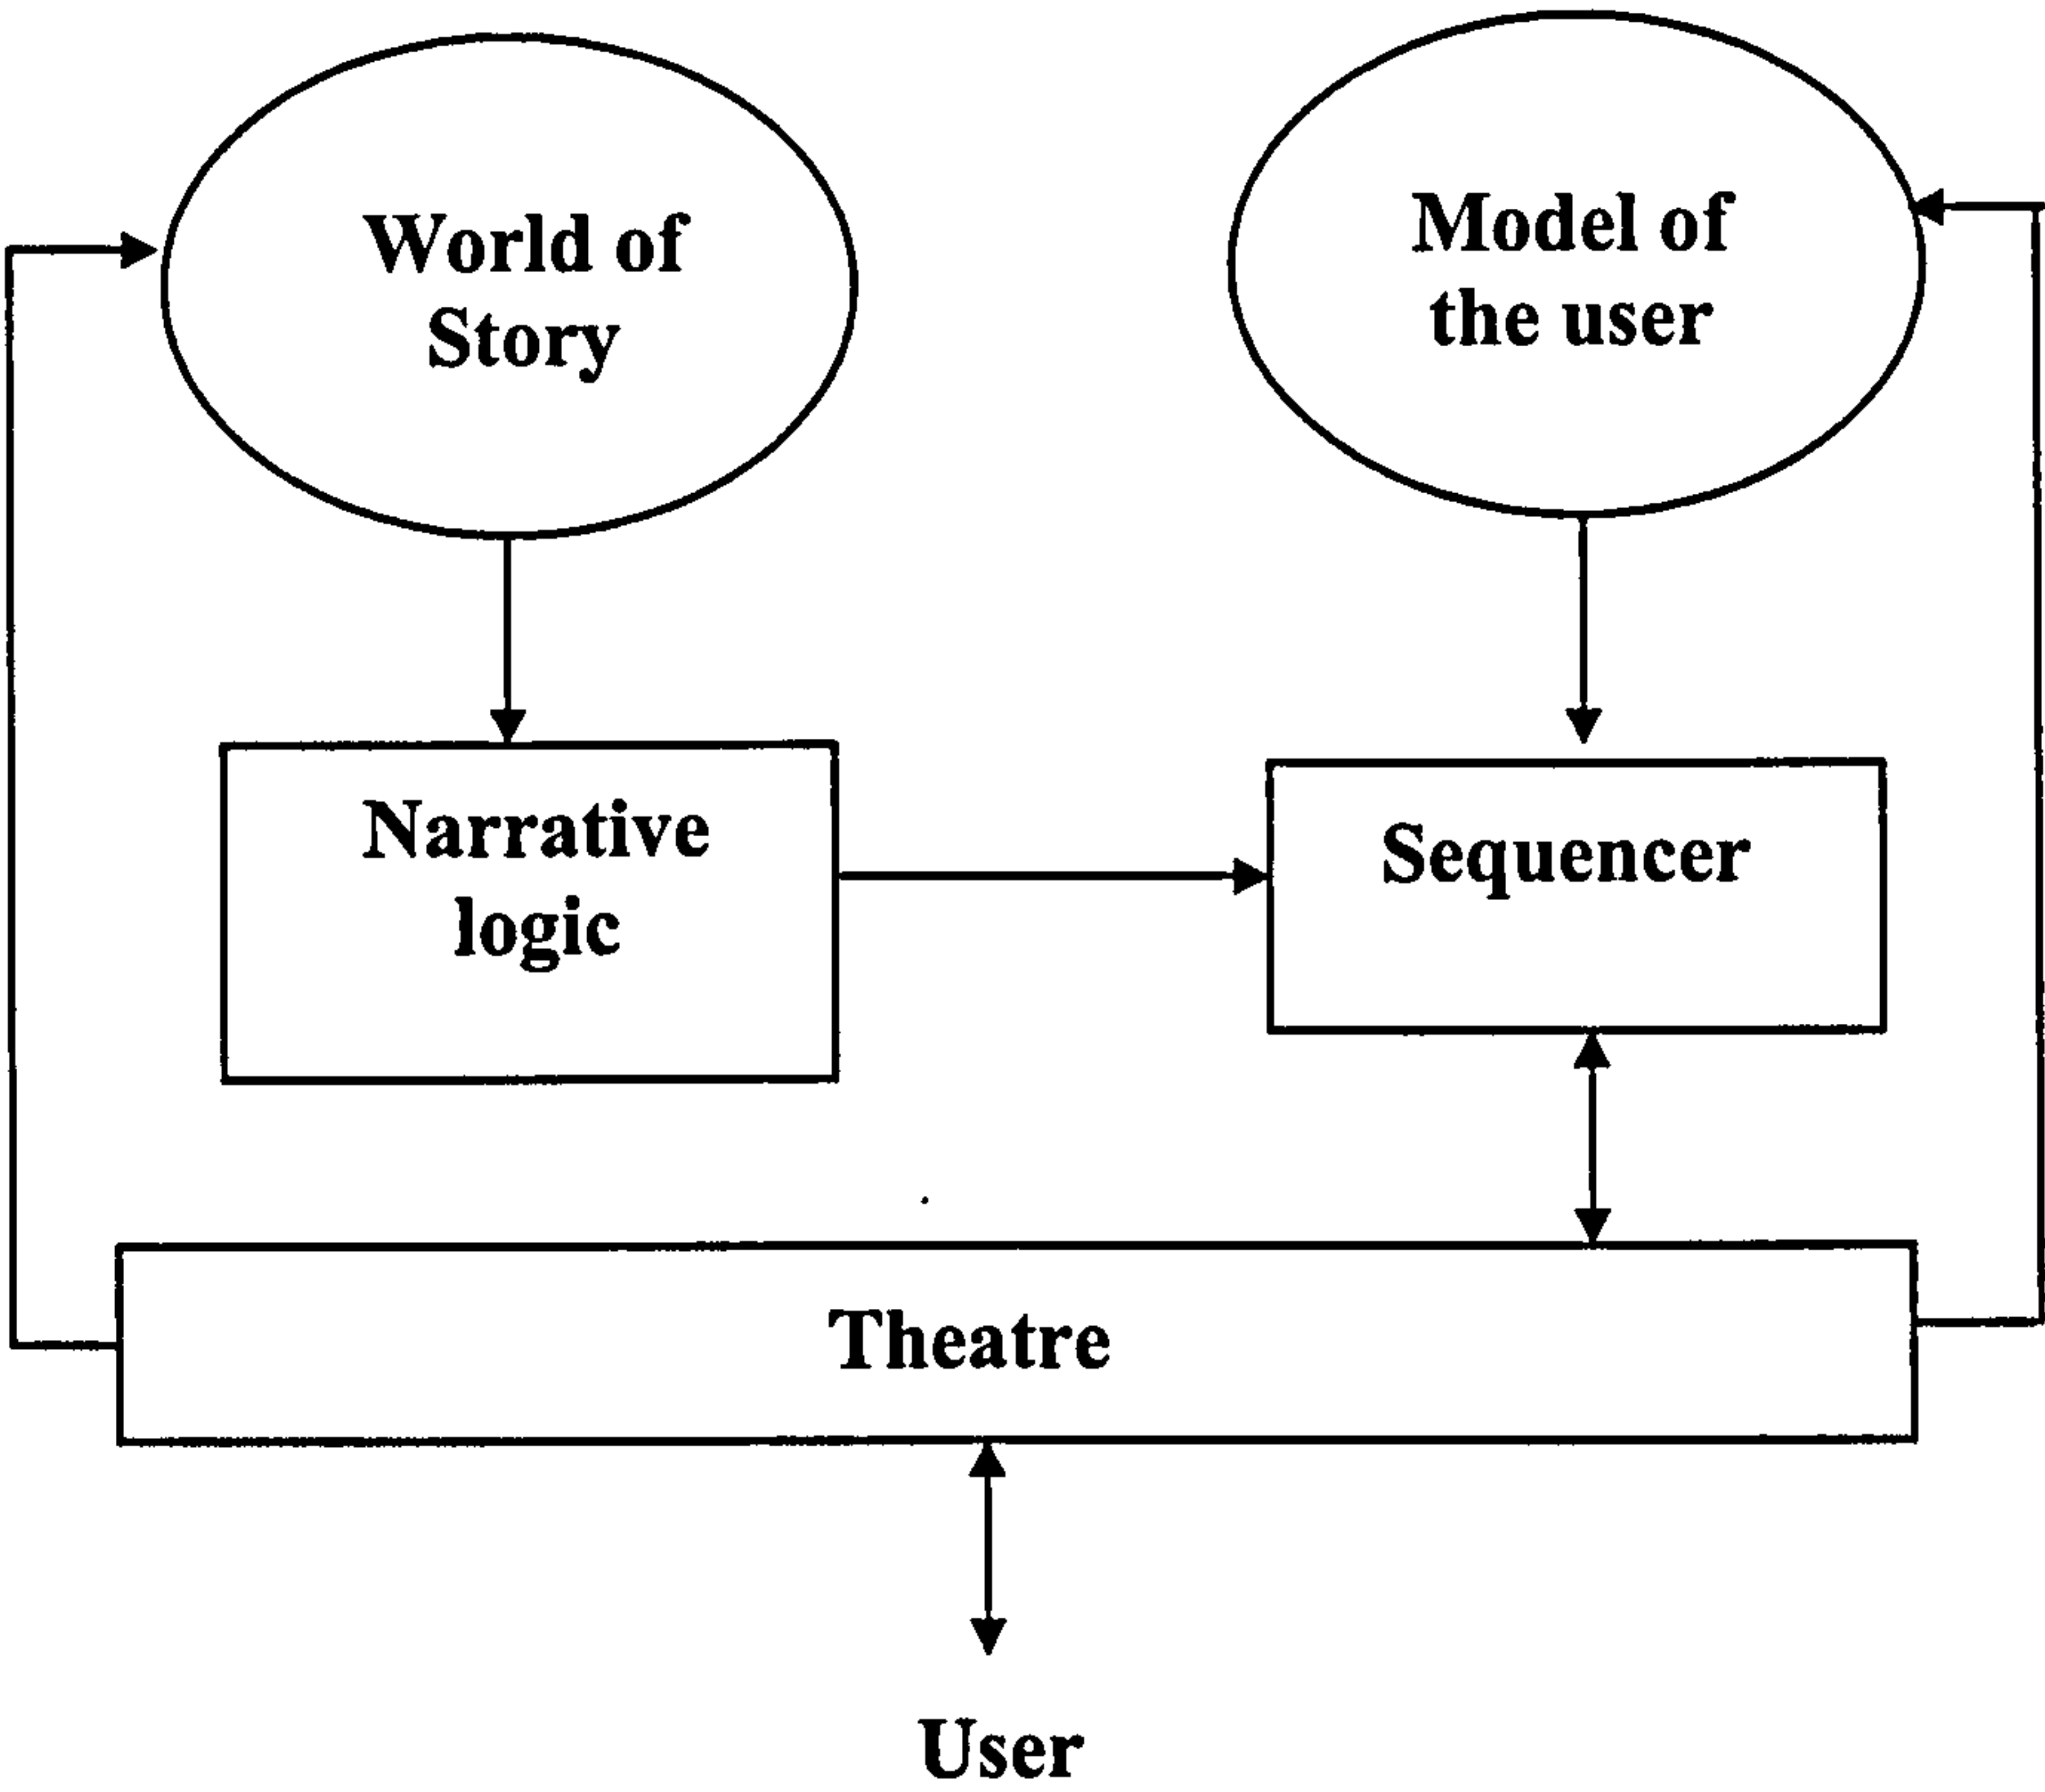 World of
Story
Model of
the user
Narrative
logic
Sequencer
Theatre
User